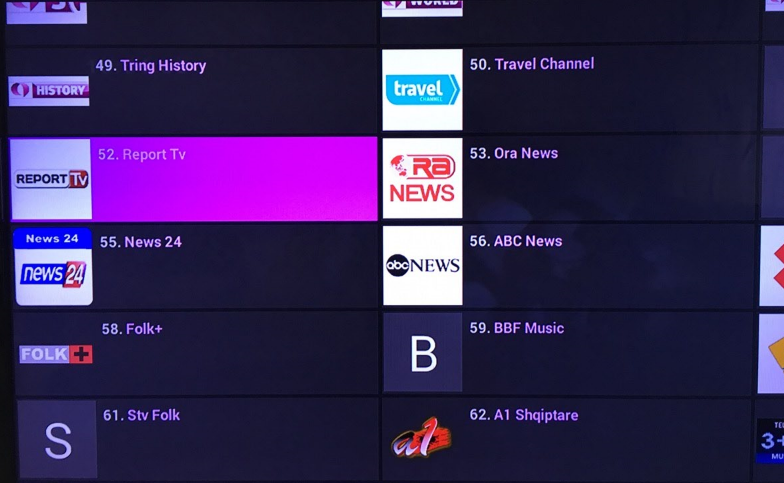 WORLD
49. Tring History
HISTORY
50. Travel Channel
travel
CHANNEL
52. Report Tv
REPORT TV
53. Ora News
Ra
NEWS
55. News 24
News 24
news 24
56. ABC News
abc NEWS
58. Folk+
FOLK +
59. BBF Music
B
61. Stv Folk
S
62. A1 Shqiptare
a1
3+
MU